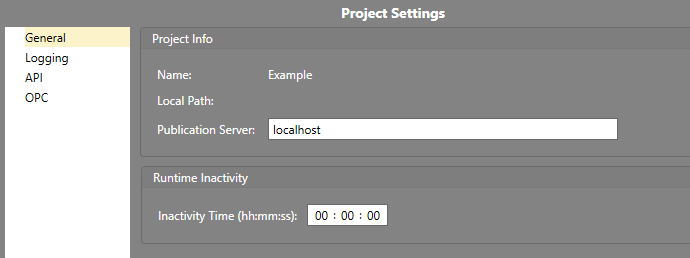 Project Settings
General
Logging
API
OPC
Project Info
Name: Example
Local Path:
Publication Server: localhost
Runtime Inactivity
Inactivity Time (hh:mm:ss): 00 : 00 : 00